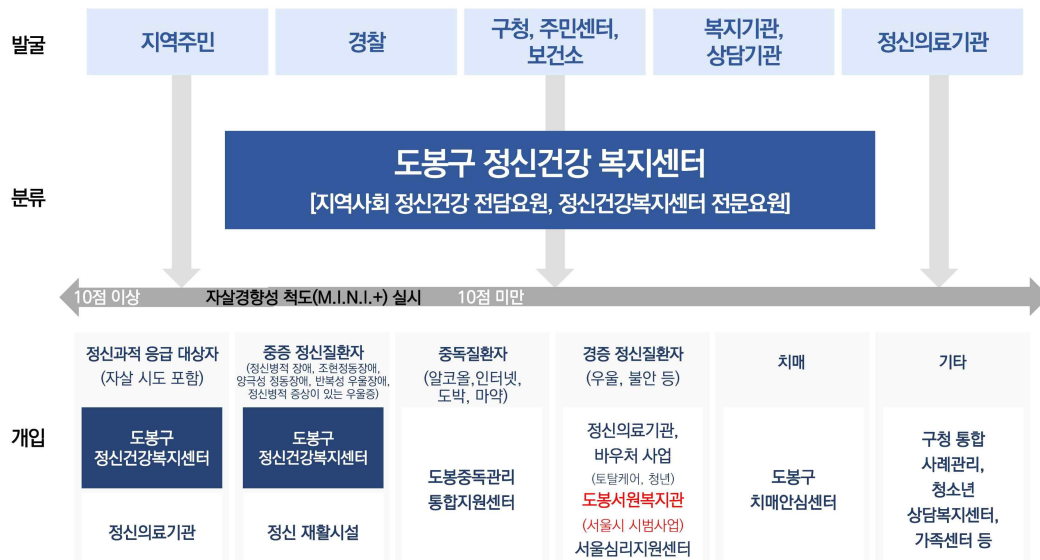 발굴
지역주민
경찰
구청, 주민센터,
보건소
복지기관,
상담기관
정신의료기관
분류
도봉구 정신건강 복지센터
[지역사회 정신건강 전담요원, 정신건강복지센터 전문요원]
10점 이상
자살경향성 척도(M.I.N.I.+) 실시
10점 미만
개입
정신과적 응급 대상자
(자살 시도 포함)
도봉구
정신건강복지센터
정신의료기관
중증 정신질환자
(정신병적 장애, 조현정동장애,
양극성 정동장애, 반복성 우울장애,
정신병적 증상이 있는 우울증)
도봉구
정신건강복지센터
정신 재활시설
중독질환자
(알코올,인터넷,
도박, 마약)
도봉중독관리
통합지원센터
경증 정신질환자
(우울, 불안 등)
정신의료기관,
바우처 사업
(토탈케어, 청년)
도봉서원복지관
(서울시 시범사업)
서울심리지원센터
치매
도봉구
치매안심센터
기타
구청 통합
사례관리,
청소년
상담복지센터,
가족센터 등